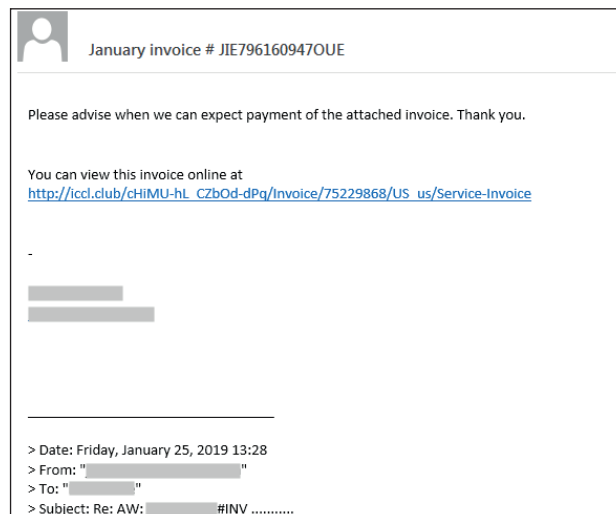 January invoice # JIE796160947OUE
Please advise when we can expect payment of the attached invoice. Thank you.
You can view this invoice online at
http://iccl.club/cHiMU-hL_CZbOd-dPq/Invoice/75229868/US_us/Service-Invoice
-
> Date: Friday, January 25, 2019 13:28
> From: " "
> To: " "
> Subject: Re: AW: #INV ...........